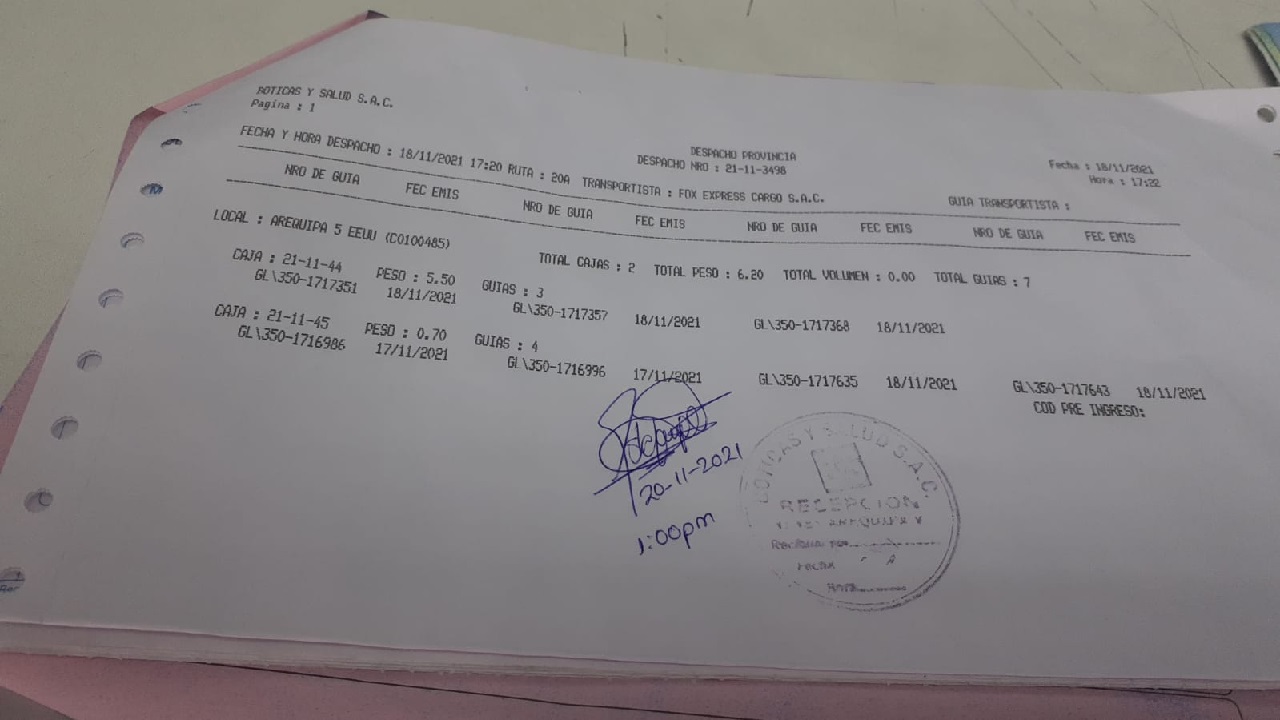 BOTICAS Y SALUD S.A.C.
Pagina : 1
DESPACHO PROVINCIA
Fecha : 18/11/2021
FECHA Y HORA DESPACHO : 18/11/2021 17:20 RUTA : 20A TRANSPORTISTA : FOX EXPRESS CARGO S.A.C.
DESPACHO NRO : 21-11-3498
Hora : 17:22
GUIA TRANSPORTISTA :
NRO DE GUIA FEC EMIS NRO DE GUIA FEC EMIS NRO DE GUIA FEC EMIS NRO DE GUIA FEC EMIS
LOCAL : AREQUIPA 5 EEUU (C0100485) TOTAL CAJAS : 2 TOTAL PESO : 6.20 TOTAL VOLUMEN : 0.00 TOTAL GUIAS : 7
CAJA : 21-11-44 PESO : 5.50 GUIAS : 3
GL\350-1717351 18/11/2021 GL\350-1717357 18/11/2021 GL\350-1717368 18/11/2021
CAJA : 21-11-45 PESO : 0.70 GUIAS : 4
GL\350-1716986 17/11/2021 GL\350-1716996 17/11/2021 GL\350-1717635 18/11/2021 GL\350-1717643 18/11/2021
COD PRE INGRESO:
20-11-2021
1:00pm
BOTICAS Y SALUD S.A.C.
RECEPCION